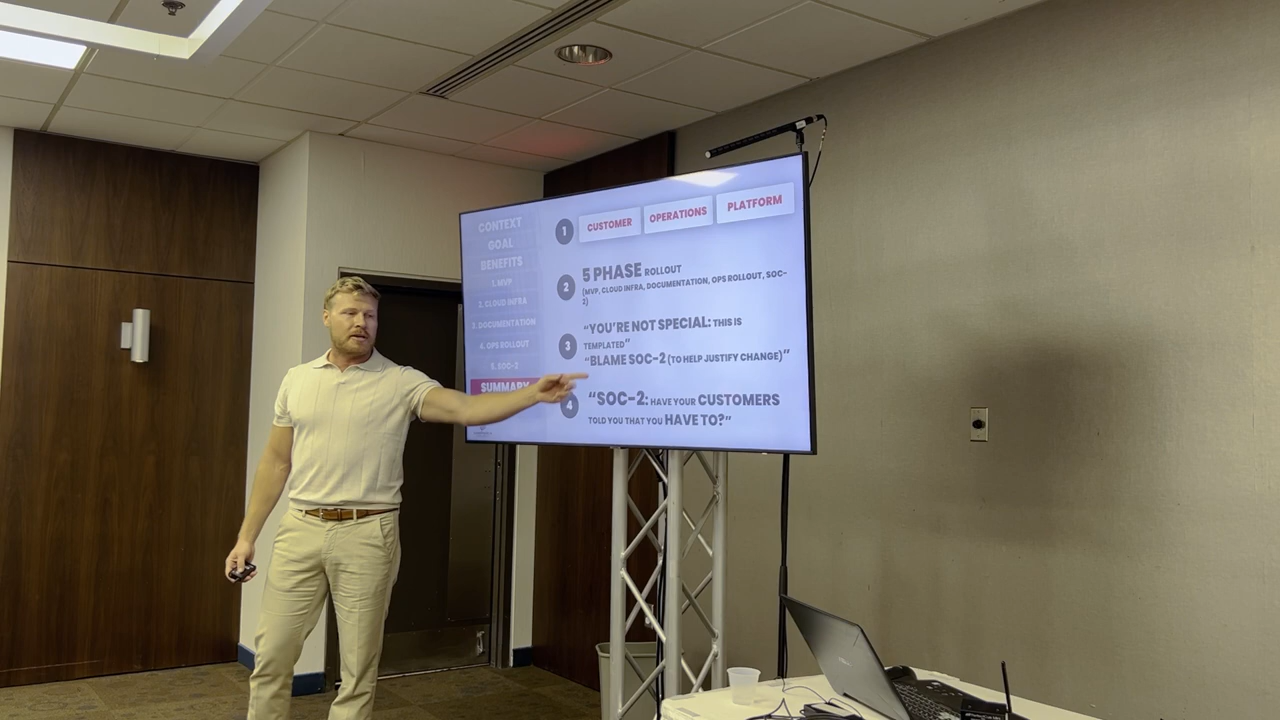 CONTEXT
GOAL
BENEFITS
1. MVP
2. CLOUD INFRA
3. DOCUMENTATION
4. OPS ROLLOUT
5. SOC-2
SUMMARY
1 CUSTOMER OPERATIONS PLATFORM
2 5 PHASE ROLLOUT
(MVP, CLOUD INFRA, DOCUMENTATION, OPS ROLLOUT, SOC-
2)
3 "YOU'RE NOT SPECIAL: THIS IS
TEMPLATED"
"BLAME SOC-2 (TO HELP JUSTIFY CHANGE)"
4 "SOC-2: HAVE YOUR CUSTOMERS
TOLD YOU THAT YOU HAVE TO?"